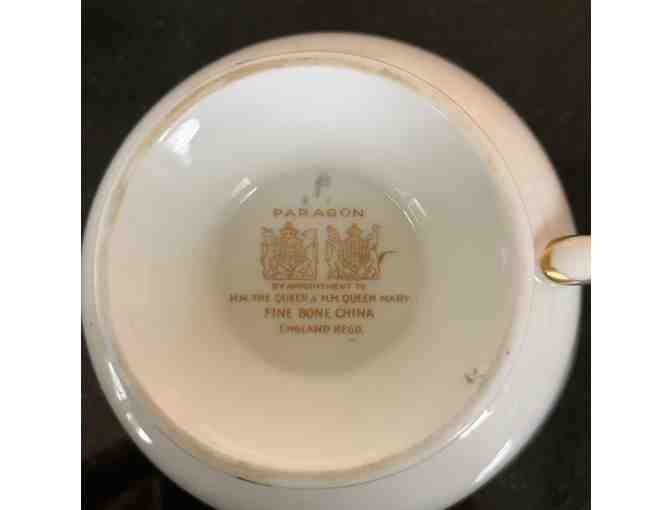 PARAGON
BY APPOINTMENT TO
H.M. THE QUEEN & H.M. QUEEN MARY
FINE BONE CHINA
ENGLAND REGD.